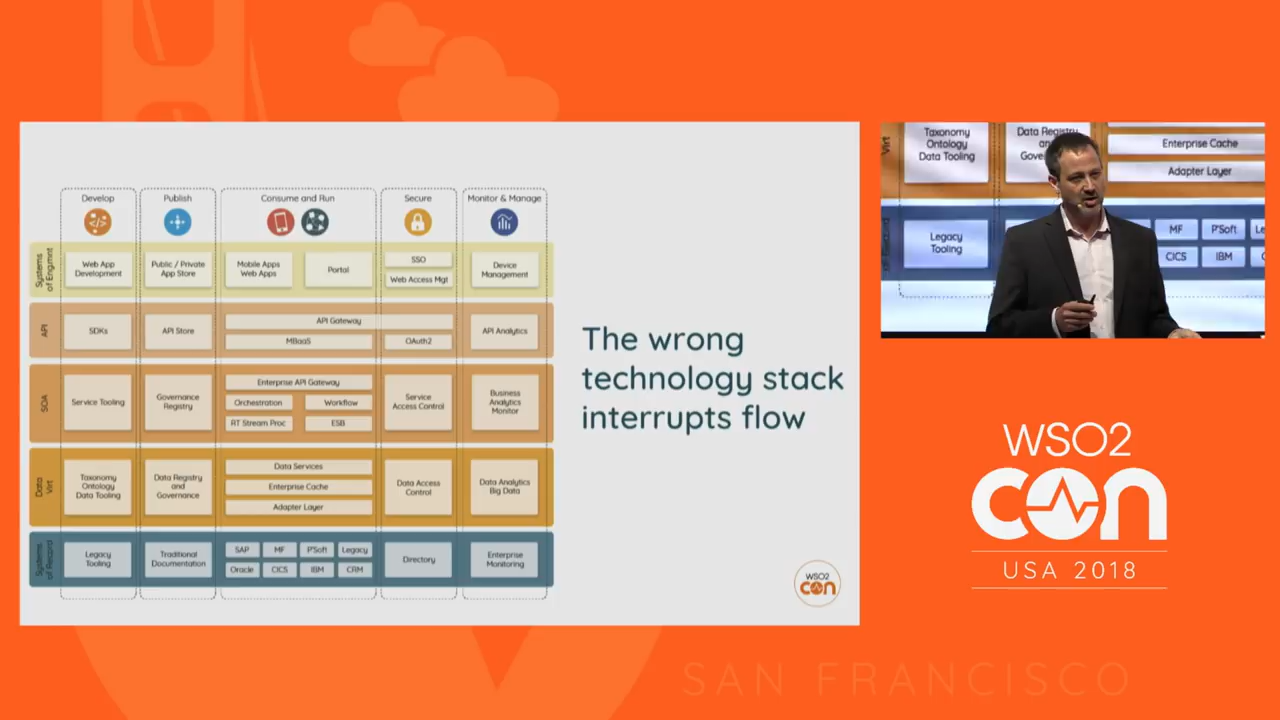 Develop
Publish
Consume and Run
Secure
Monitor & Manage
Systems
of Engmnt
Web App
Development
Public / Private
App Store
Mobile Apps
Web Apps
Portal
SSO
Web Access Mgt
Device
Management
API
SDKs
API Store
API Gateway
MBaaS
OAuth2
API Analytics
SOA
Service Tooling
Governance
Registry
Enterprise API Gateway
Orchestration
Workflow
RT Stream Proc
ESB
Service
Access Control
Business
Analytics
Monitor
Data
Virt
Taxonomy
Ontology
Data Tooling
Data Registry
and
Governance
Data Services
Enterprise Cache
Adapter Layer
Data Access
Control
Data Analytics
Big Data
Systems
of Record
Legacy
Tooling
Traditional
Documentation
SAP
MF
P'Soft
Legacy
Oracle
CICS
IBM
CRM
Directory
Enterprise
Monitoring
The wrong
technology stack
interrupts flow
WSO2
CON
Virt
Taxonomy
Ontology
Data Tooling
Data Registry
Enterprise Cache
Adapter Layer
Legacy
Tooling
MF
P'Soft
CICS
IBM
WSO2
CON
USA 2018
SAN FRANCISCO